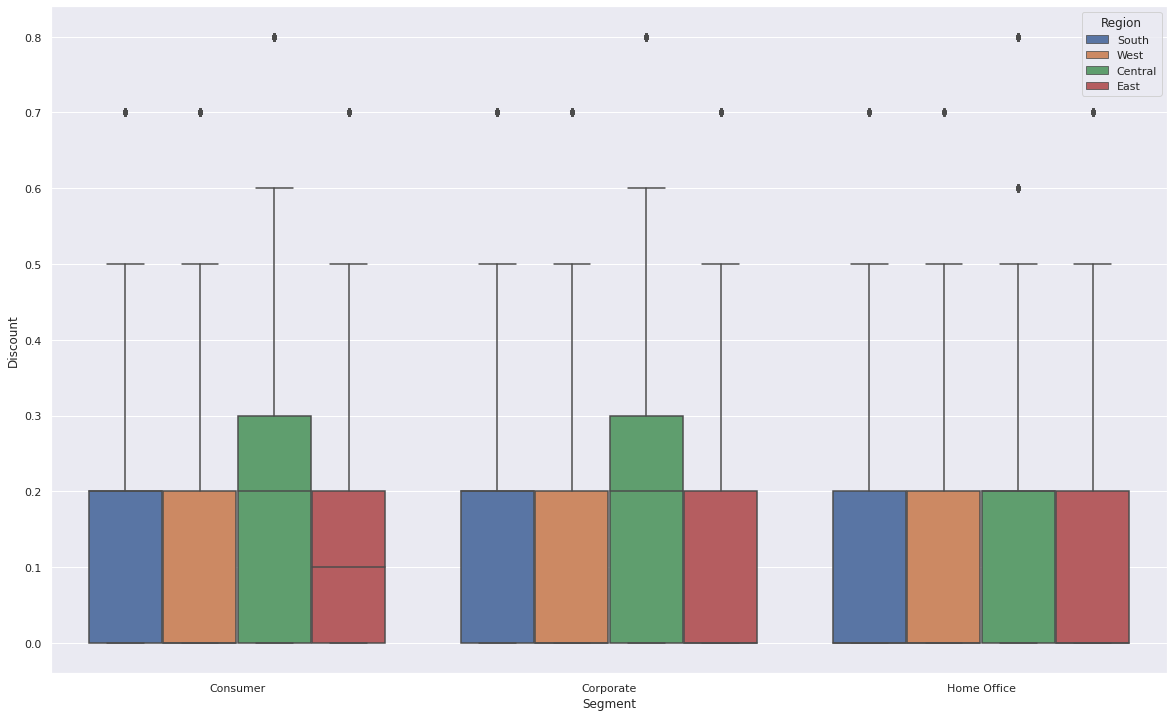 Region
South
West
Central
East
0.8
0.7
0.6
0.5
0.4
0.3
0.2
0.1
0.0
Discount
Consumer
Corporate
Home Office
Segment